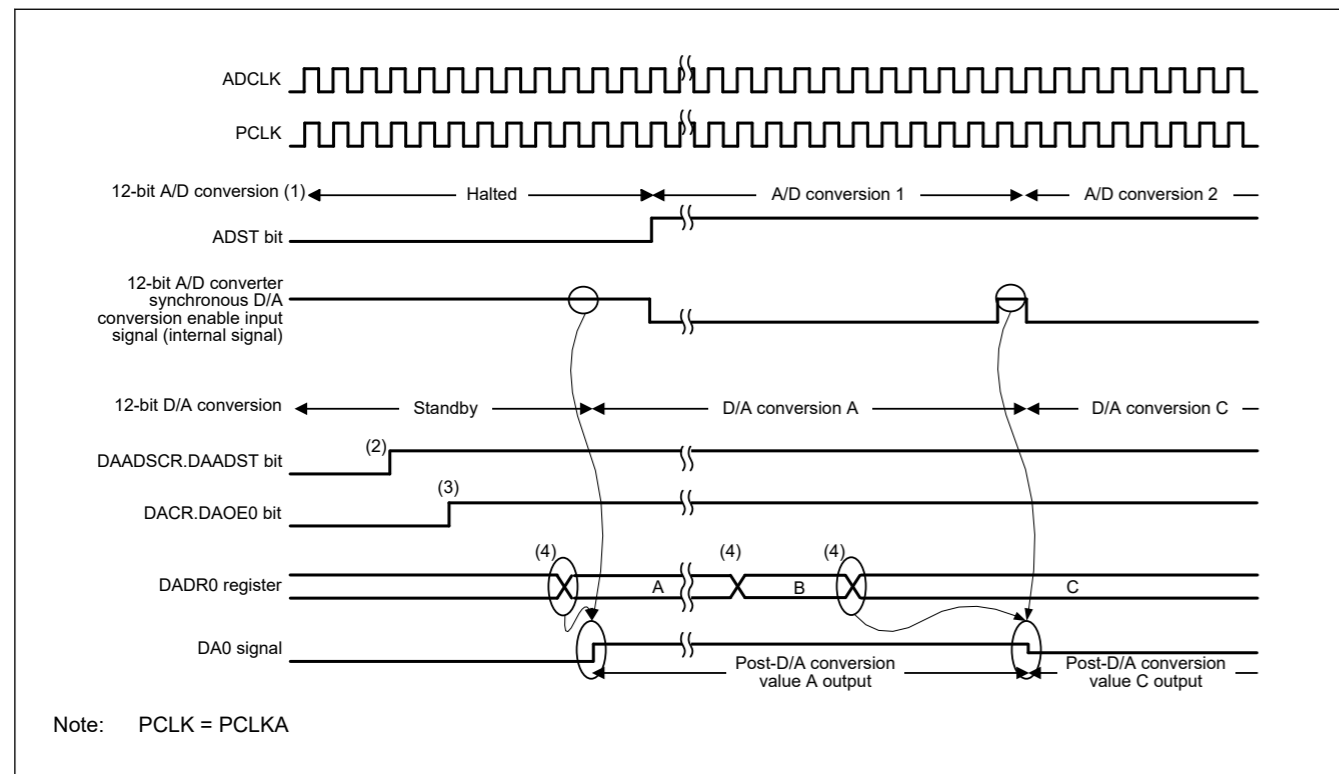 ADCLK
PCLK
12-bit A/D conversion (1) Halted A/D conversion 1 A/D conversion 2
ADST bit
12-bit A/D converter
synchronous D/A
conversion enable input
signal (internal signal)
12-bit D/A conversion Standby D/A conversion A D/A conversion C
(2)
DAADSCR.DAADST bit
(3)
DACR.DAOE0 bit
(4) (4) (4)
DADR0 register A B C
DA0 signal
Post-D/A conversion
value A output
Post-D/A conversion
value C output
Note: PCLK = PCLKA